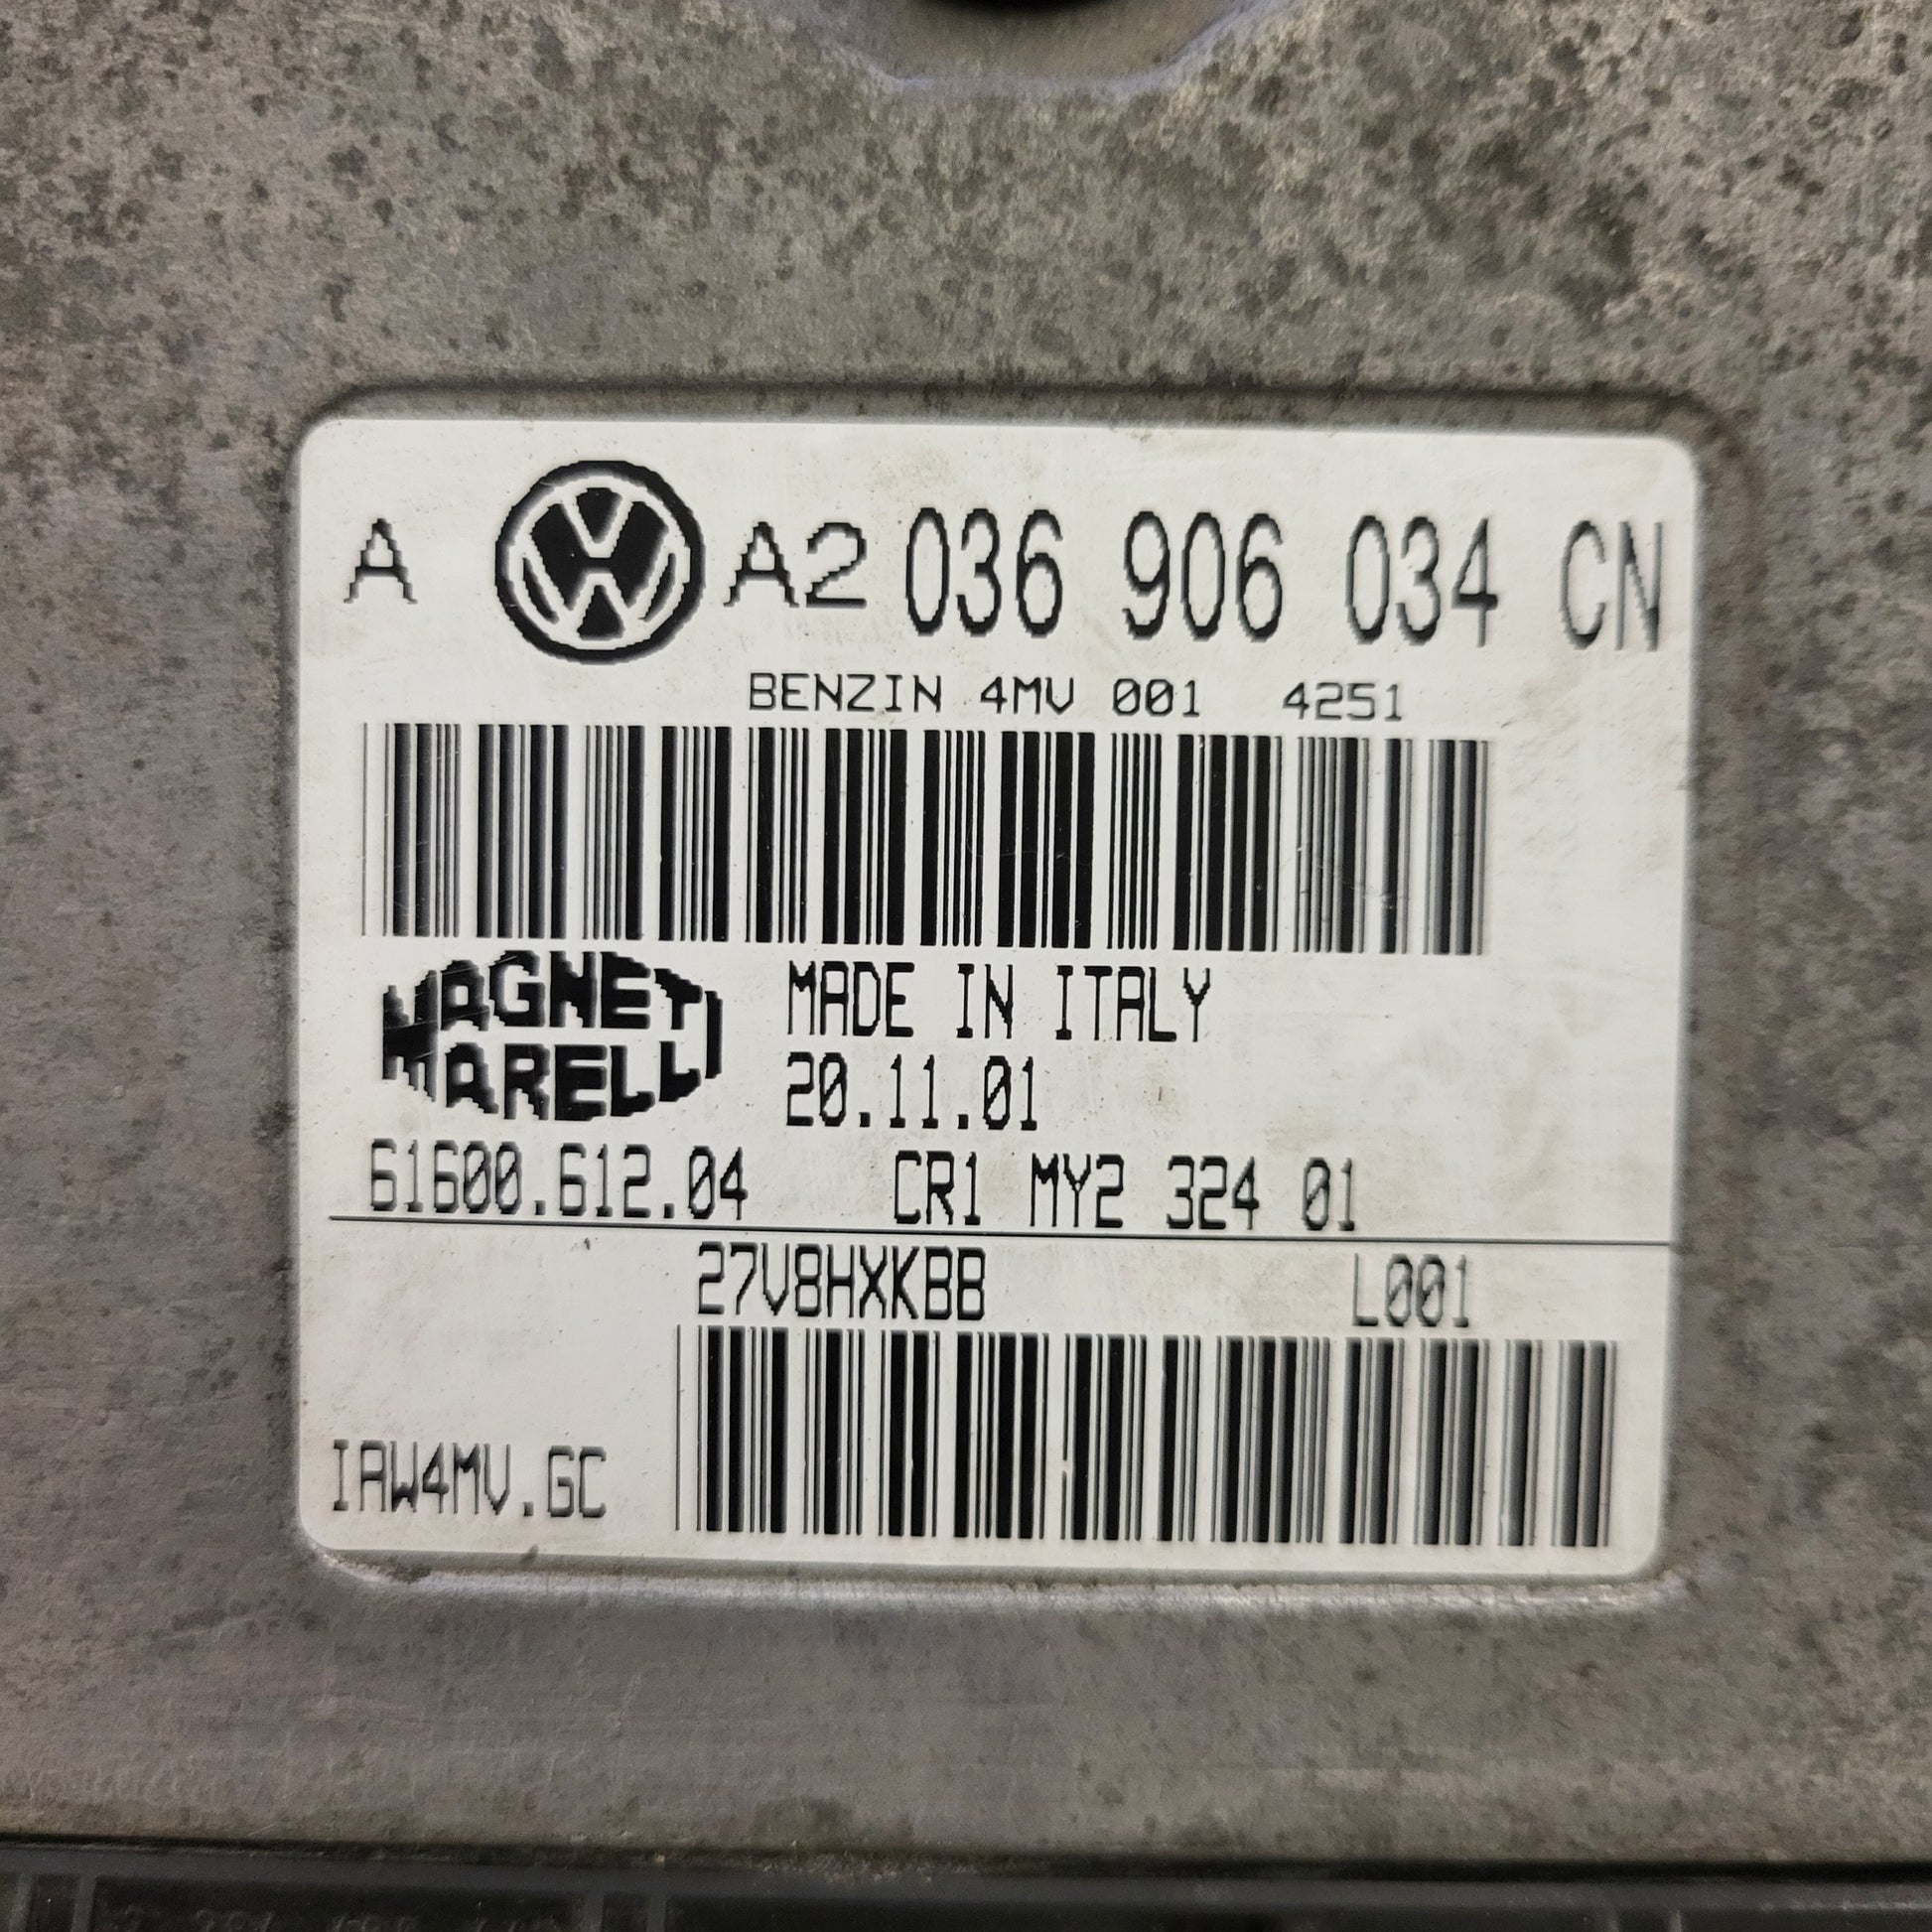 A A2 036 906 034 CN
BENZIN 4MV 001 4251
MAGNETI MARELLI
MADE IN ITALY
20.11.01
61600.612.04 CR1 MY2 324 01
27V8HXKBB L001
IAW4MV.GC